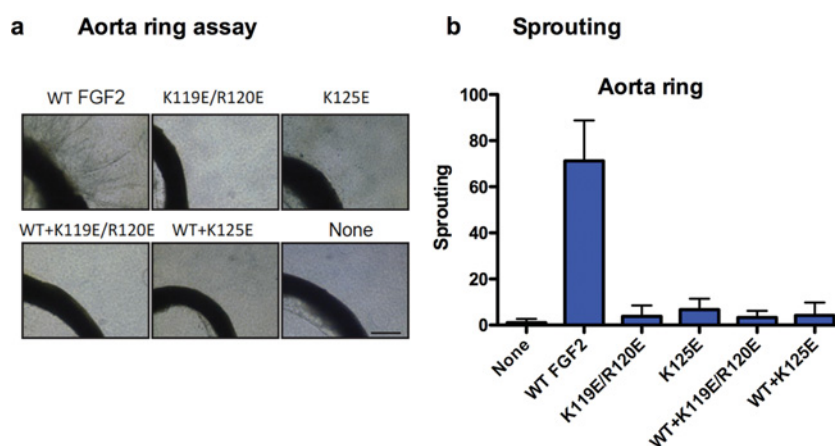 a Aorta ring assay
WT FGF2 K119E/R120E K125E
WT+K119E/R120E WT+K125E None
b Sprouting
Aorta ring
Sprouting
100
80
60
40
20
0
None
WT FGF2
K119E/R120E
K125E
WT+K119E/R120E
WT+K125E